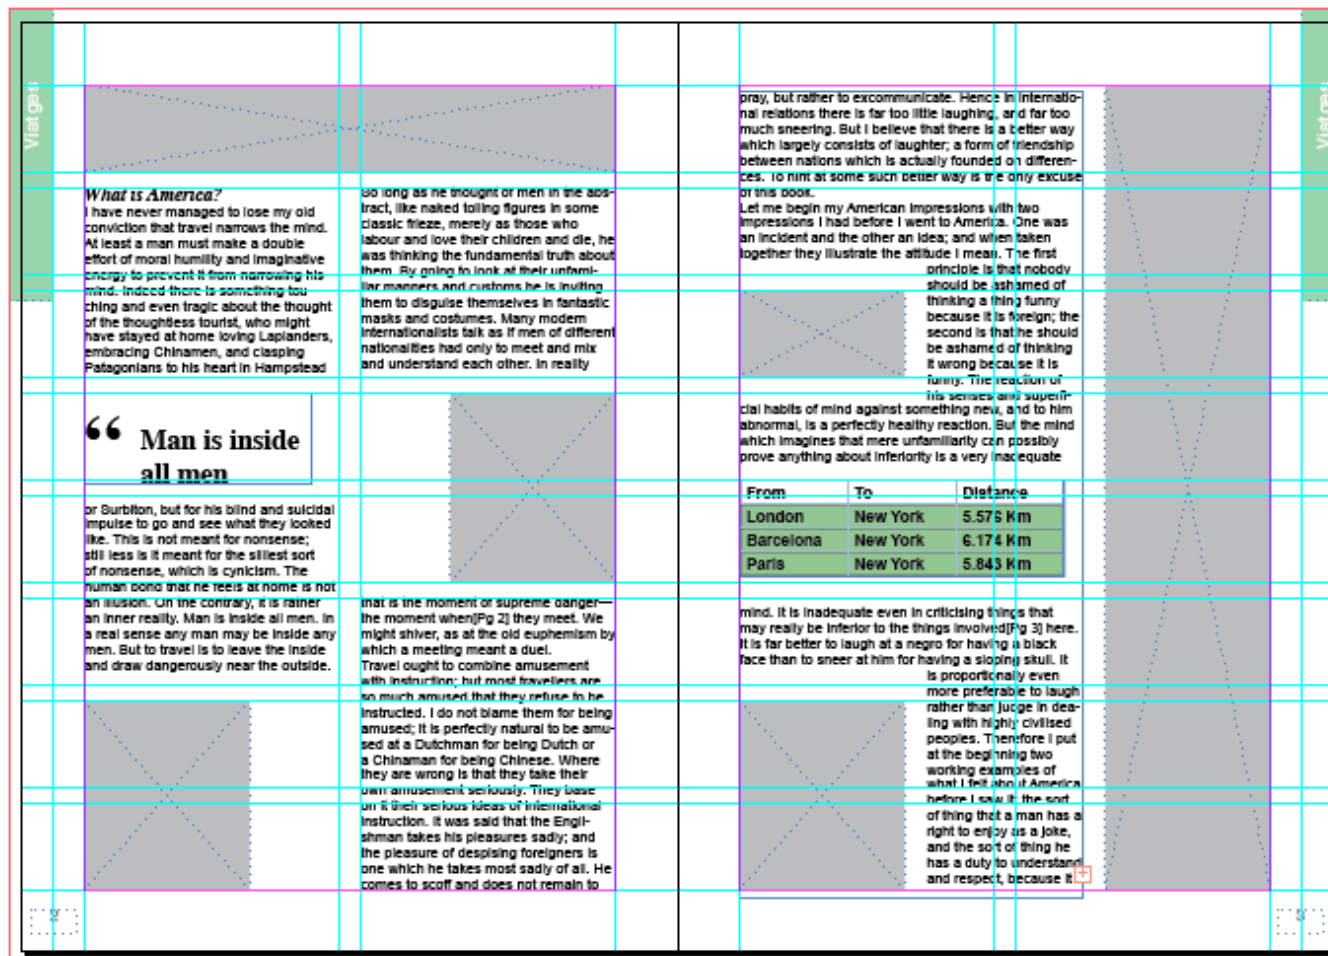 Viatges
What is America?
I have never managed to lose my old
conviction that travel narrows the mind.
At least a man must make a double
effort of moral humility and imaginative
energy to prevent it from narrowing his
mind. Indeed there is something tou-
ching and even tragic about the thought
of the thoughtless tourist, who might
have stayed at home loving Laplanders,
embracing Chinamen, and clasping
Patagonians to his heart in Hampstead
“ Man is inside
all men
or Surbiton, but for his blind and suicidal
impulse to go and see what they looked
like. This is not meant for nonsense;
still less is it meant for the silliest sort
of nonsense, which is cynicism. The
human bond that he feels at home is not
an illusion. On the contrary, it is rather
an inner reality. Man is inside all men. In
a real sense any man may be inside any
men. But to travel is to leave the inside
and draw dangerously near the outside.
So long as he thought of men in the abs-
tract, like naked toiling figures in some
classic frieze, merely as those who
labour and love their children and die, he
was thinking the fundamental truth about
them. By going to look at their unfami-
liar manners and customs he is inviting
them to disguise themselves in fantastic
masks and costumes. Many modern
internationalists talk as if men of different
nationalities had only to meet and mix
and understand each other. In reality
that is the moment of supreme danger—
the moment when[Pg 2] they meet. We
might shiver, as at the old euphemism by
which a meeting meant a duel.
Travel ought to combine amusement
with instruction; but most travellers are
so much amused that they refuse to be
instructed. I do not blame them for being
amused; it is perfectly natural to be amu-
sed at a Dutchman for being Dutch or
a Chinaman for being Chinese. Where
they are wrong is that they take their
own amusement seriously. They base
on it their serious ideas of international
instruction. It was said that the Engli-
shman takes his pleasures sadly; and
the pleasure of despising foreigners is
one which he takes most sadly of all. He
comes to scoff and does not remain to
2
pray, but rather to excommunicate. Hence in internatio-
nal relations there is far too little laughing, and far too
much sneering. But I believe that there is a better way
which largely consists of laughter; a form of friendship
between nations which is actually founded on differen-
ces. To hint at some such better way is the only excuse
of this book.
Let me begin my American impressions with two
impressions I had before I went to America. One was
an incident and the other an idea; and when taken
together they illustrate the attitude I mean. The first
principle is that nobody
should be ashamed of
thinking a thing funny
because it is foreign; the
second is that he should
be ashamed of thinking
it wrong because it is
funny. The reaction of
his senses and superfi-
cial habits of mind against something new, and to him
abnormal, is a perfectly healthy reaction. But the mind
which imagines that mere unfamiliarity can possibly
prove anything about inferiority is a very inadequate
From To Distance
London New York 5.576 Km
Barcelona New York 6.174 Km
Paris New York 5.843 Km
mind. It is inadequate even in criticising things that
may really be inferior to the things involved[Pg 3] here.
It is far better to laugh at a negro for having a black
face than to sneer at him for having a sloping skull. It
is proportionally even
more preferable to laugh
rather than judge in dea-
ling with highly civilised
peoples. Therefore I put
at the beginning two
working examples of
what I felt about America
before I saw it; the sort
of thing that a man has a
right to enjoy as a joke,
and the sort of thing he
has a duty to understand
and respect, because it
3
Viatges